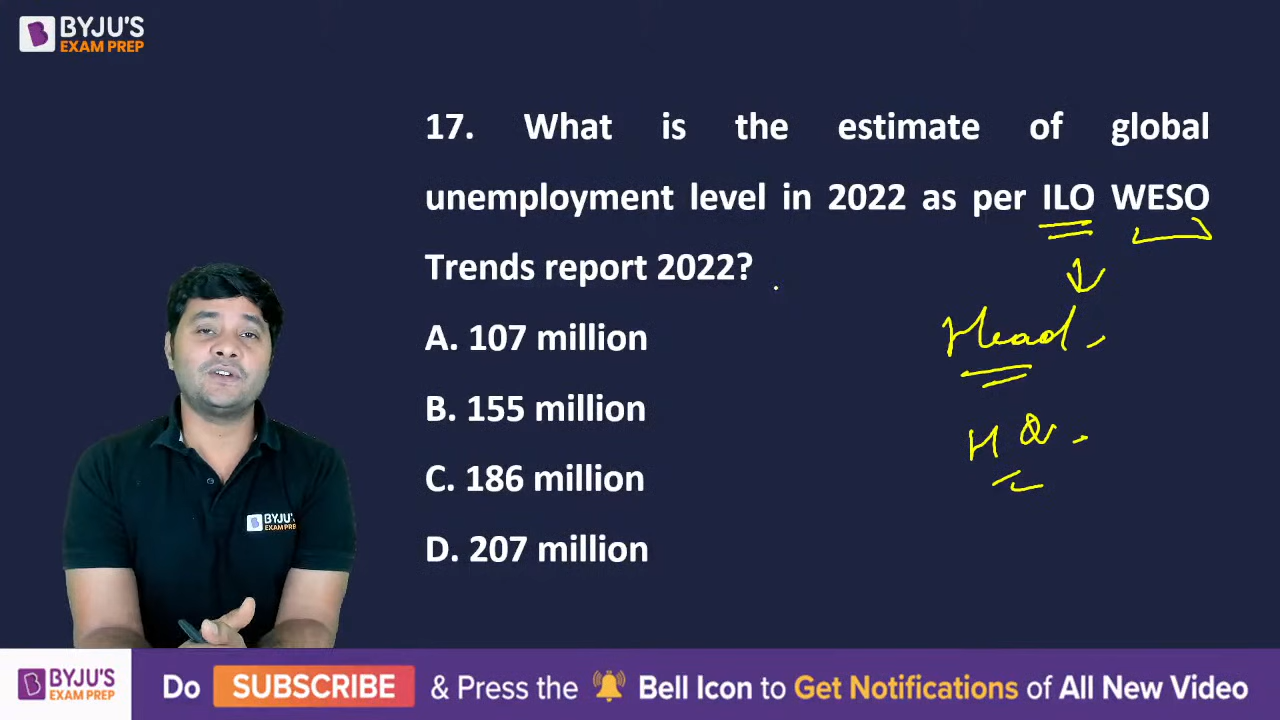 BYJU'S
EXAM PREP
17. What is the estimate of global
unemployment level in 2022 as per ILO WESO
Trends report 2022?
A. 107 million
B. 155 million
C. 186 million
D. 207 million
Head
HQ
BYJU'S
EXAM PREP
BYJU'S
EXAM PREP
Do SUBSCRIBE & Press the Bell Icon to Get Notifications of All New Video